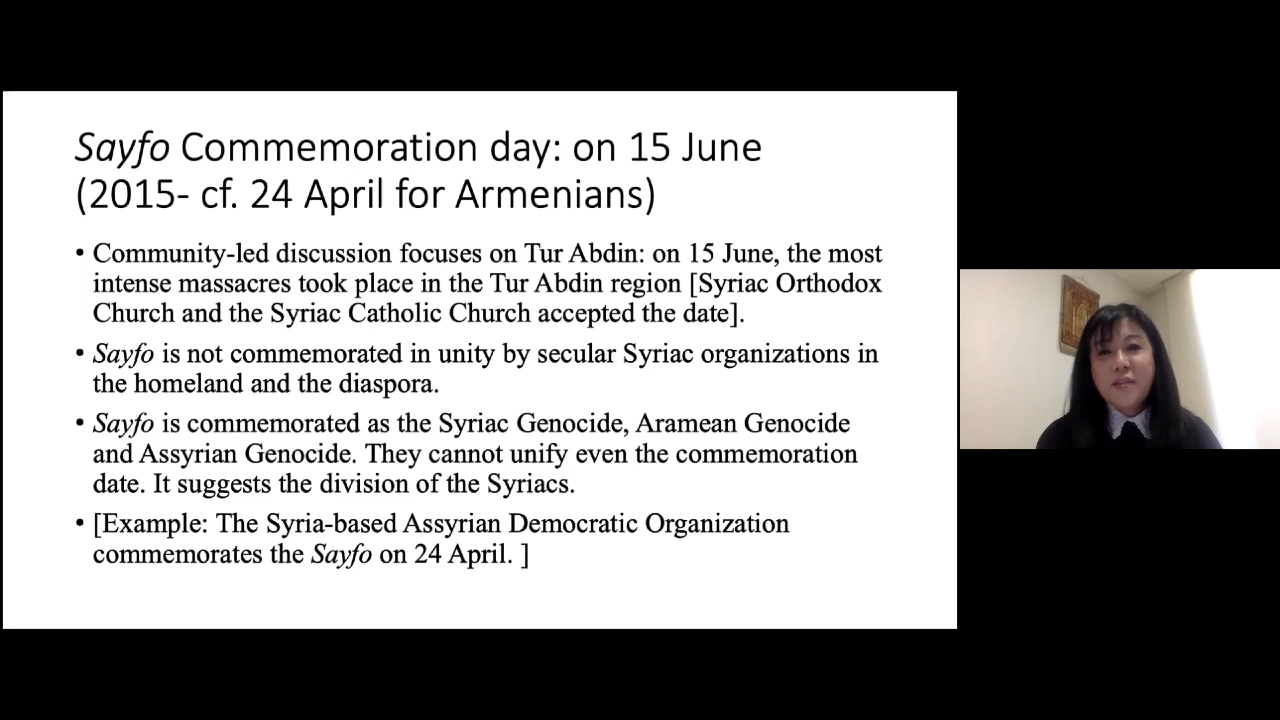 Sayfo Commemoration day: on 15 June
(2015- cf. 24 April for Armenians)
• Community-led discussion focuses on Tur Abdin: on 15 June, the most
intense massacres took place in the Tur Abdin region [Syriac Orthodox
Church and the Syriac Catholic Church accepted the date].
• Sayfo is not commemorated in unity by secular Syriac organizations in
the homeland and the diaspora.
• Sayfo is commemorated as the Syriac Genocide, Aramean Genocide
and Assyrian Genocide. They cannot unify even the commemoration
date. It suggests the division of the Syriacs.
• [Example: The Syria-based Assyrian Democratic Organization
commemorates the Sayfo on 24 April. ]